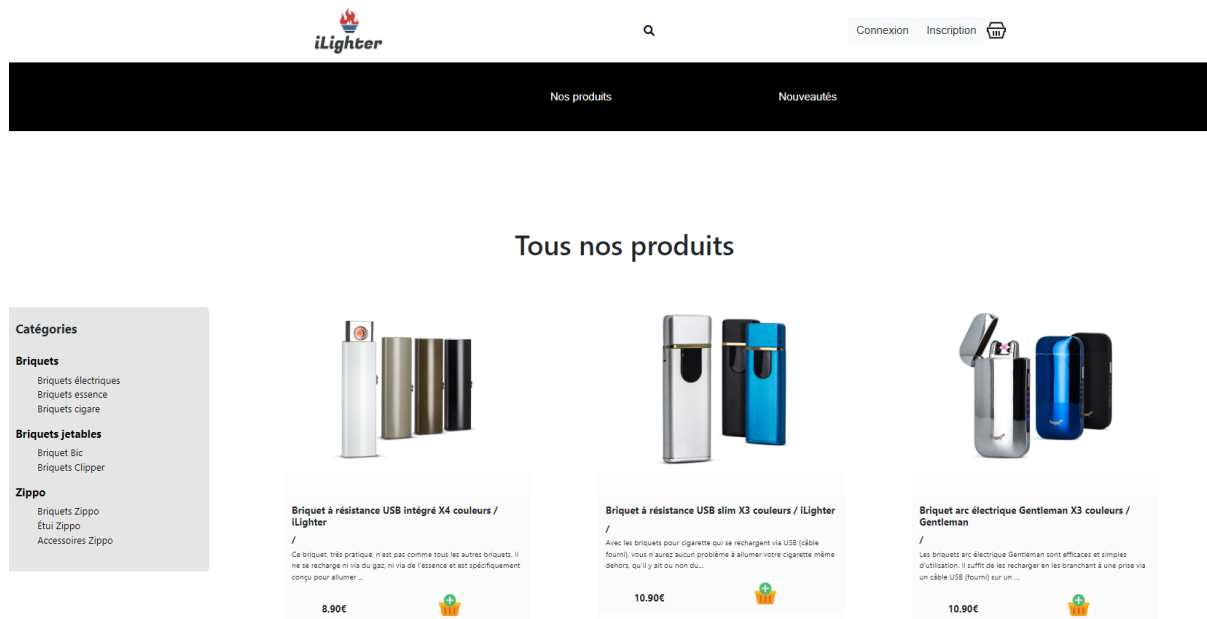 iLighter
Connexion Inscription
Nos produits Nouveautés
Tous nos produits
Catégories
Briquets
Briquets électriques
Briquets essence
Briquets cigare
Briquets jetables
Briquet Bic
Briquets Clipper
Zippo
Briquets Zippo
Étui Zippo
Accessoires Zippo
Briquet à résistance USB intégré X4 couleurs /
iLighter
/
Ce briquet, très pratique, n'est pas comme tous les autres briquets. Il
ne se recharge ni via du gaz, ni via de l'essence et est spécifiquement
conçu pour allumer ...
8.90€
Briquet à résistance USB slim X3 couleurs / iLighter
/
Avec les briquets pour cigarette qui se rechargent via USB (câble
fourni), vous n'aurez aucun problème à allumer votre cigarette même
dehors, qu'il y ait ou non du...
10.90€
Briquet arc électrique Gentleman X3 couleurs /
Gentleman
/
Les briquets arc électrique Gentleman sont efficaces et simples
d'utilisation. Il suffit de les recharger en les branchant à une prise via
un câble USB (fourni) sur un ...
10.90€